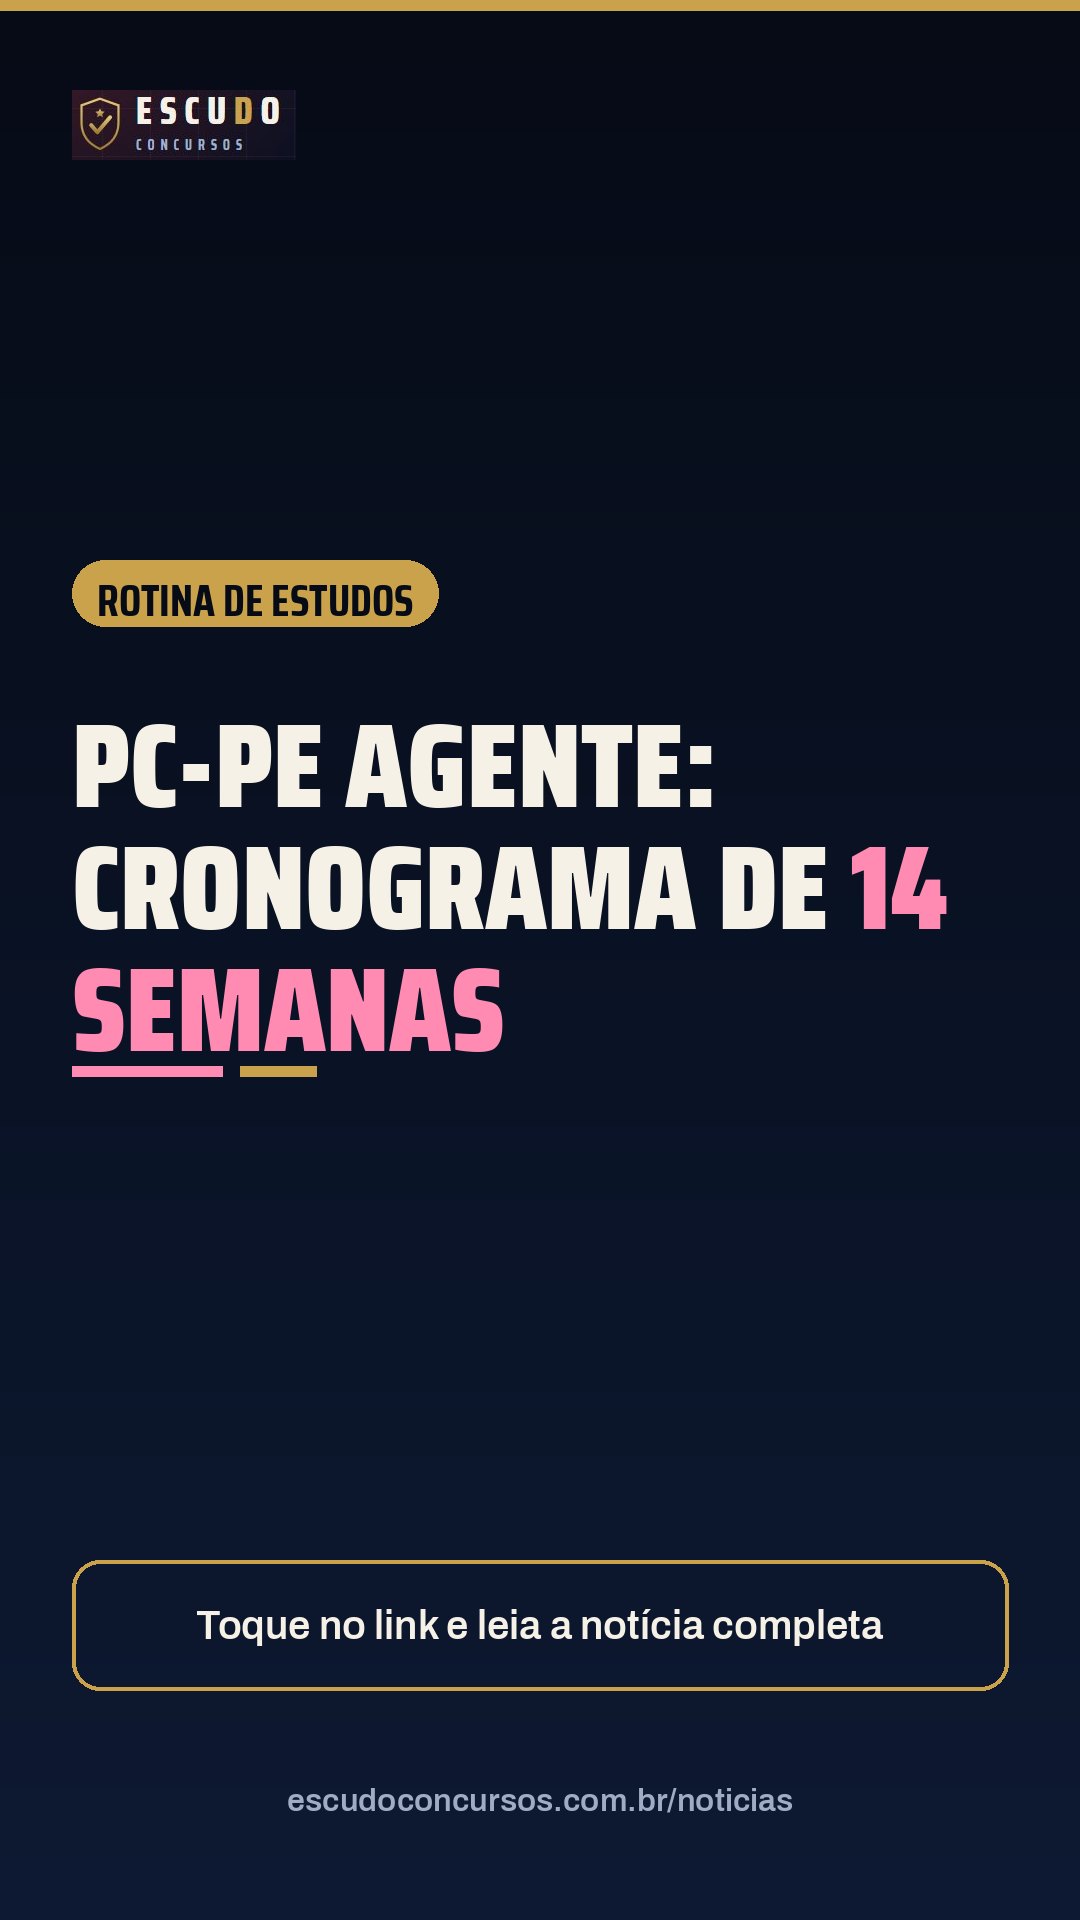 ESCUDO
CONCURSOS
ROTINA DE ESTUDOS
PC-PE AGENTE:
CRONOGRAMA DE 14
SEMANAS
Toque no link e leia a notícia completa
escudoconcursos.com.br/noticias